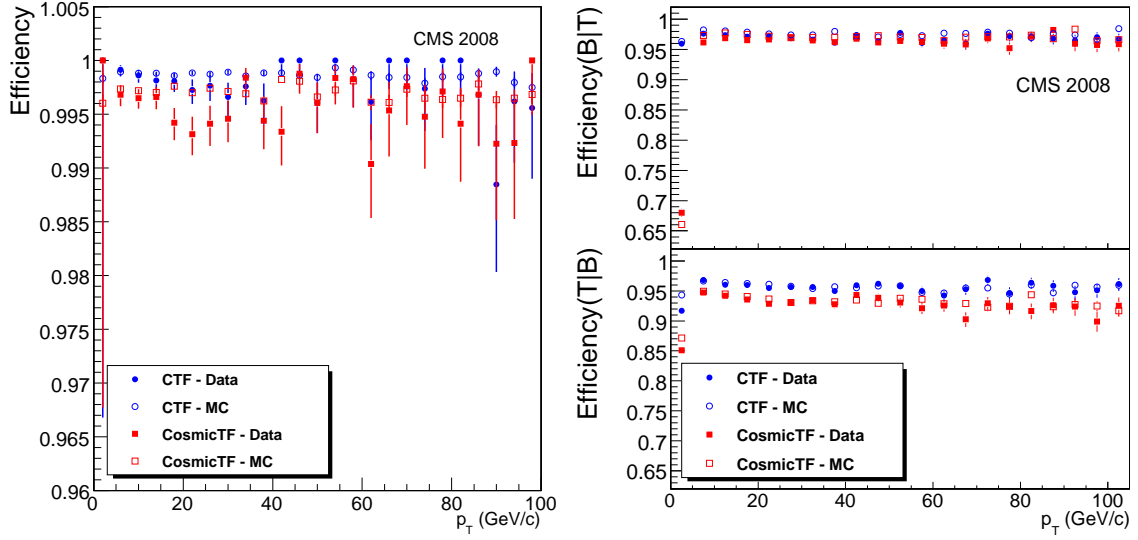 Efficiency
CMS 2008
1.005
1
0.995
0.99
0.985
0.98
0.975
0.97
0.965
0.96
CTF - Data
CTF - MC
CosmicTF - Data
CosmicTF - MC
0 20 40 60 80 100
p_T (GeV/c)
Efficiency(B|T)
CMS 2008
1
0.95
0.9
0.85
0.8
0.75
0.7
0.65
Efficiency(T|B)
1
0.95
0.9
0.85
0.8
0.75
0.7
0.65
CTF - Data
CTF - MC
CosmicTF - Data
CosmicTF - MC
0 20 40 60 80 100
p_T (GeV/c)